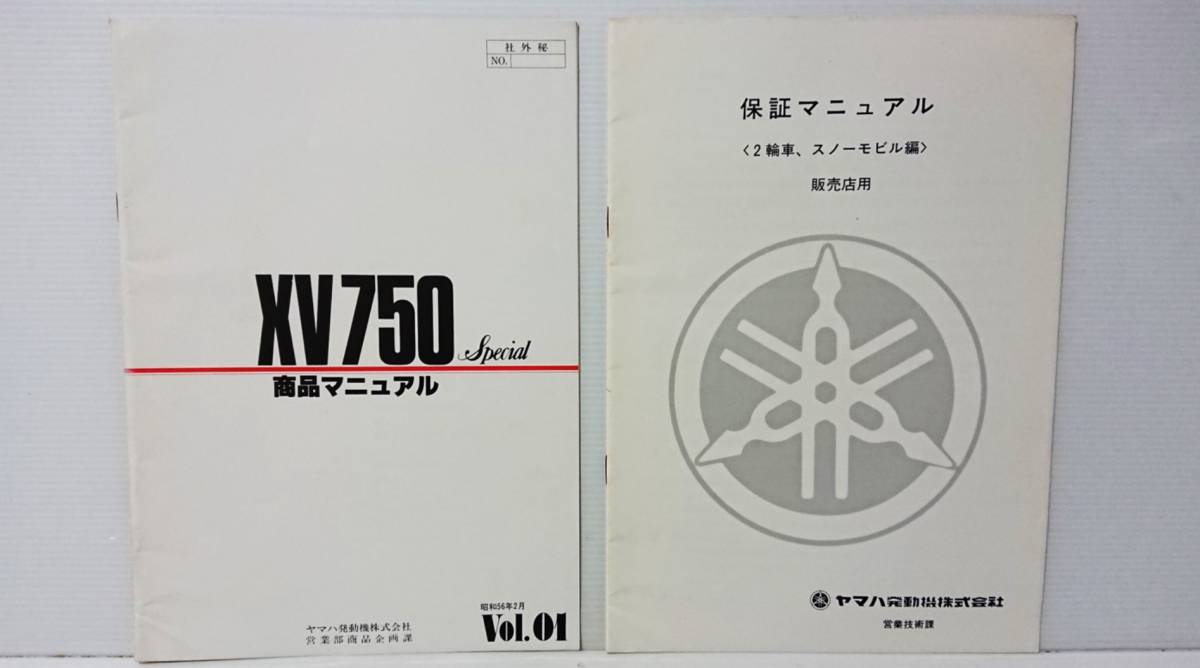 社外秘
NO.
XV750 Special
商品マニュアル
昭和56年2月
Vol.01
ヤマハ発動機株式会社
営業部商品企画課
保証マニュアル
〈2輪車、スノーモビル編〉
販売店用
ヤマハ発動機株式会社
営業技術課